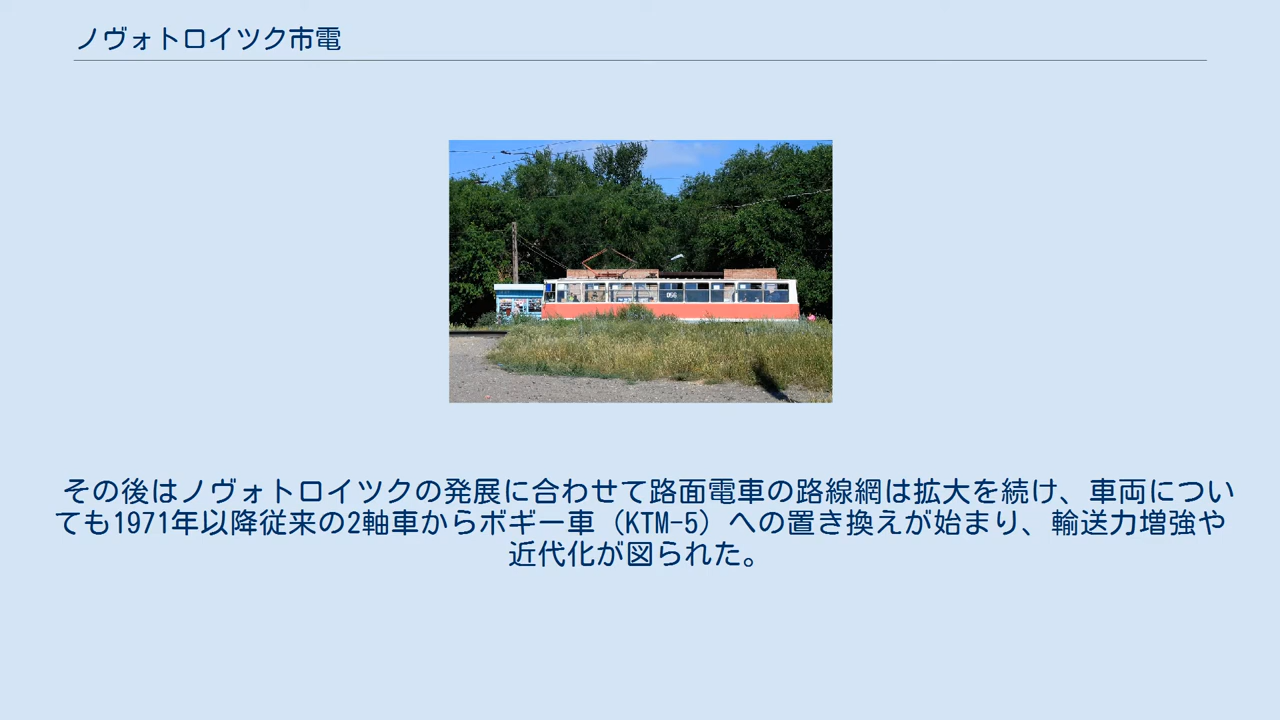 ノヴォトロイツク市電
その後はノヴォトロイツクの発展に合わせて路面電車の路線網は拡大を続け、車両につい
ても1971年以降従来の2軸車からボギー車（KTM-5）への置き換えが始まり、輸送力増強や
近代化が図られた。